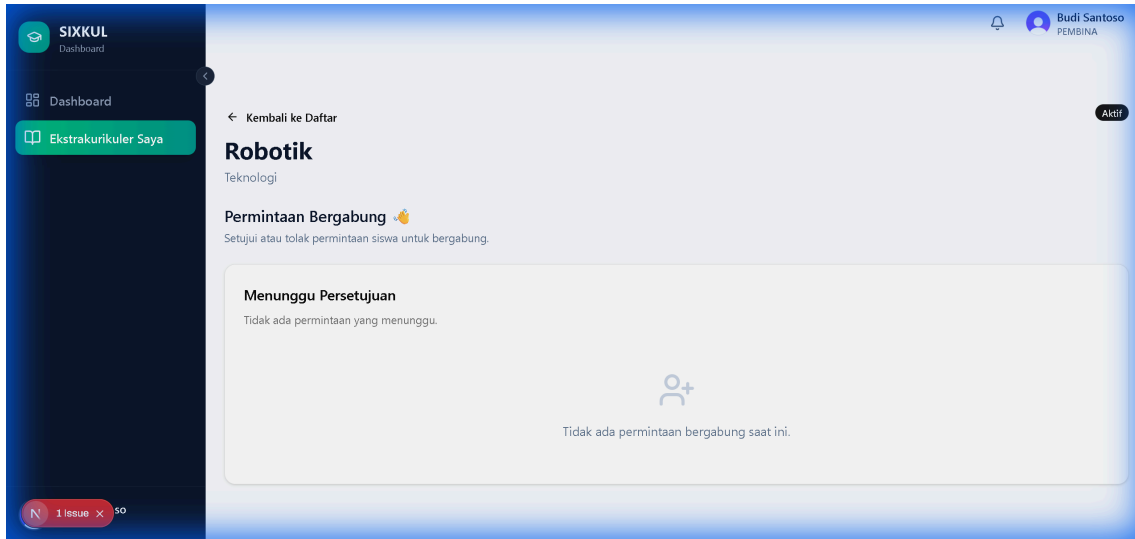 SIXKUL
Dashboard
Budi Santoso
PEMBINA
Dashboard
Ekstrakurikuler Saya
Kembali ke Daftar
Aktif
Robotik
Teknologi
Permintaan Bergabung
Setujui atau tolak permintaan siswa untuk bergabung.
Menunggu Persetujuan
Tidak ada permintaan yang menunggu.
Tidak ada permintaan bergabung saat ini.
N 1 Issue so